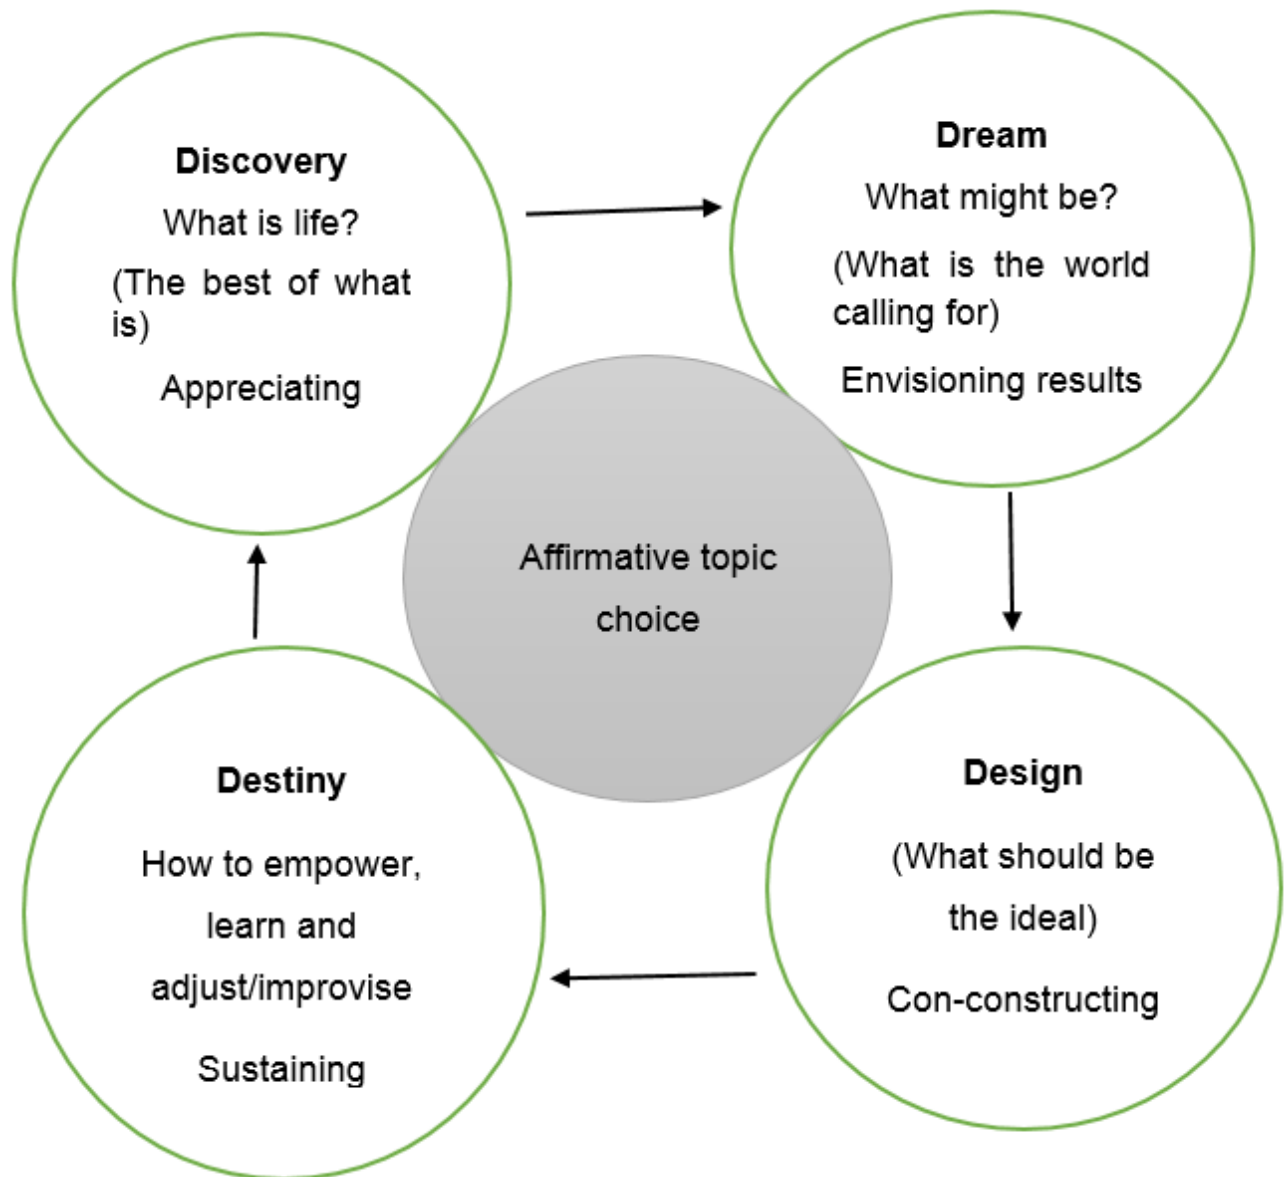 Discovery
What is life?
(The best of what
is)
Appreciating
Dream
What might be?
(What is the world
calling for)
Envisioning results
Affirmative topic
choice
Destiny
How to empower,
learn and
adjust/improvise
Sustaining
Design
(What should be
the ideal)
Con-constructing